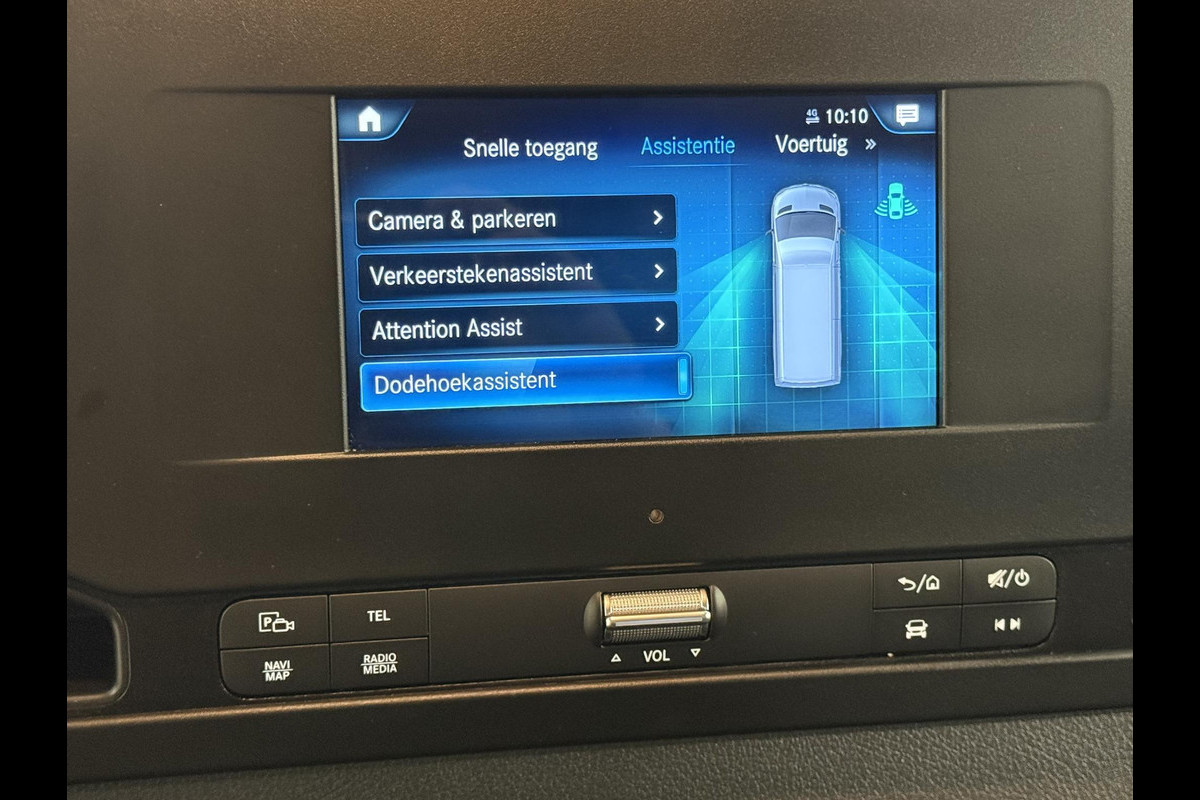 4G 10:10
Snelle toegang Assistentie Voertuig »
Camera & parkeren >
Verkeerstekenassistent >
Attention Assist >
Dodehoekassistent
P
TEL
NAVI
MAP
RADIO
MEDIA
VOL